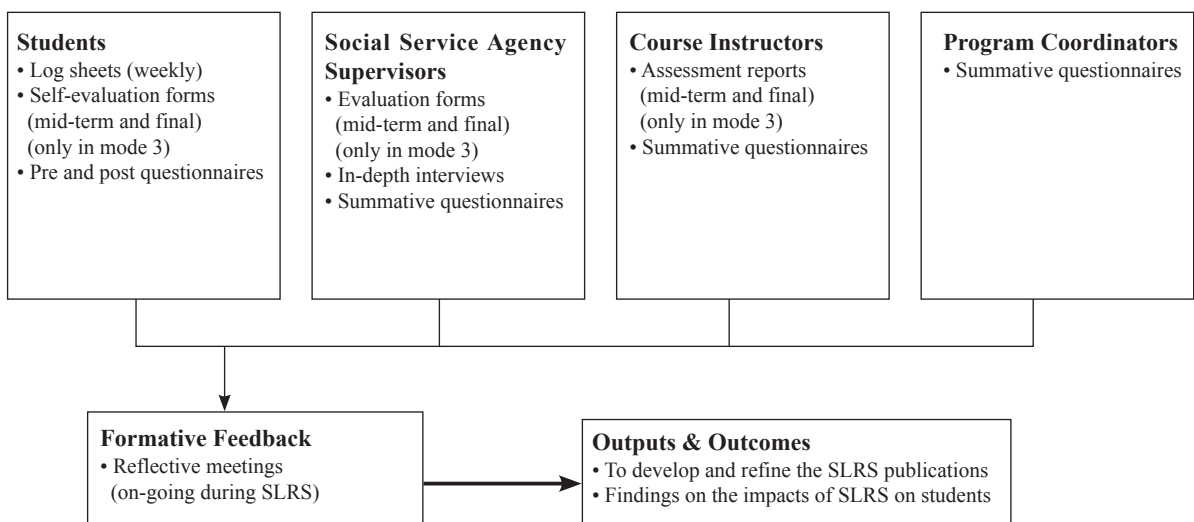 Students
• Log sheets (weekly)
• Self-evaluation forms
(mid-term and final)
(only in mode 3)
• Pre and post questionnaires
Social Service Agency
Supervisors
• Evaluation forms
(mid-term and final)
(only in mode 3)
• In-depth interviews
• Summative questionnaires
Course Instructors
• Assessment reports
(mid-term and final)
(only in mode 3)
• Summative questionnaires
Program Coordinators
• Summative questionnaires
Formative Feedback
• Reflective meetings
(on-going during SLRS)
Outputs & Outcomes
• To develop and refine the SLRS publications
• Findings on the impacts of SLRS on students